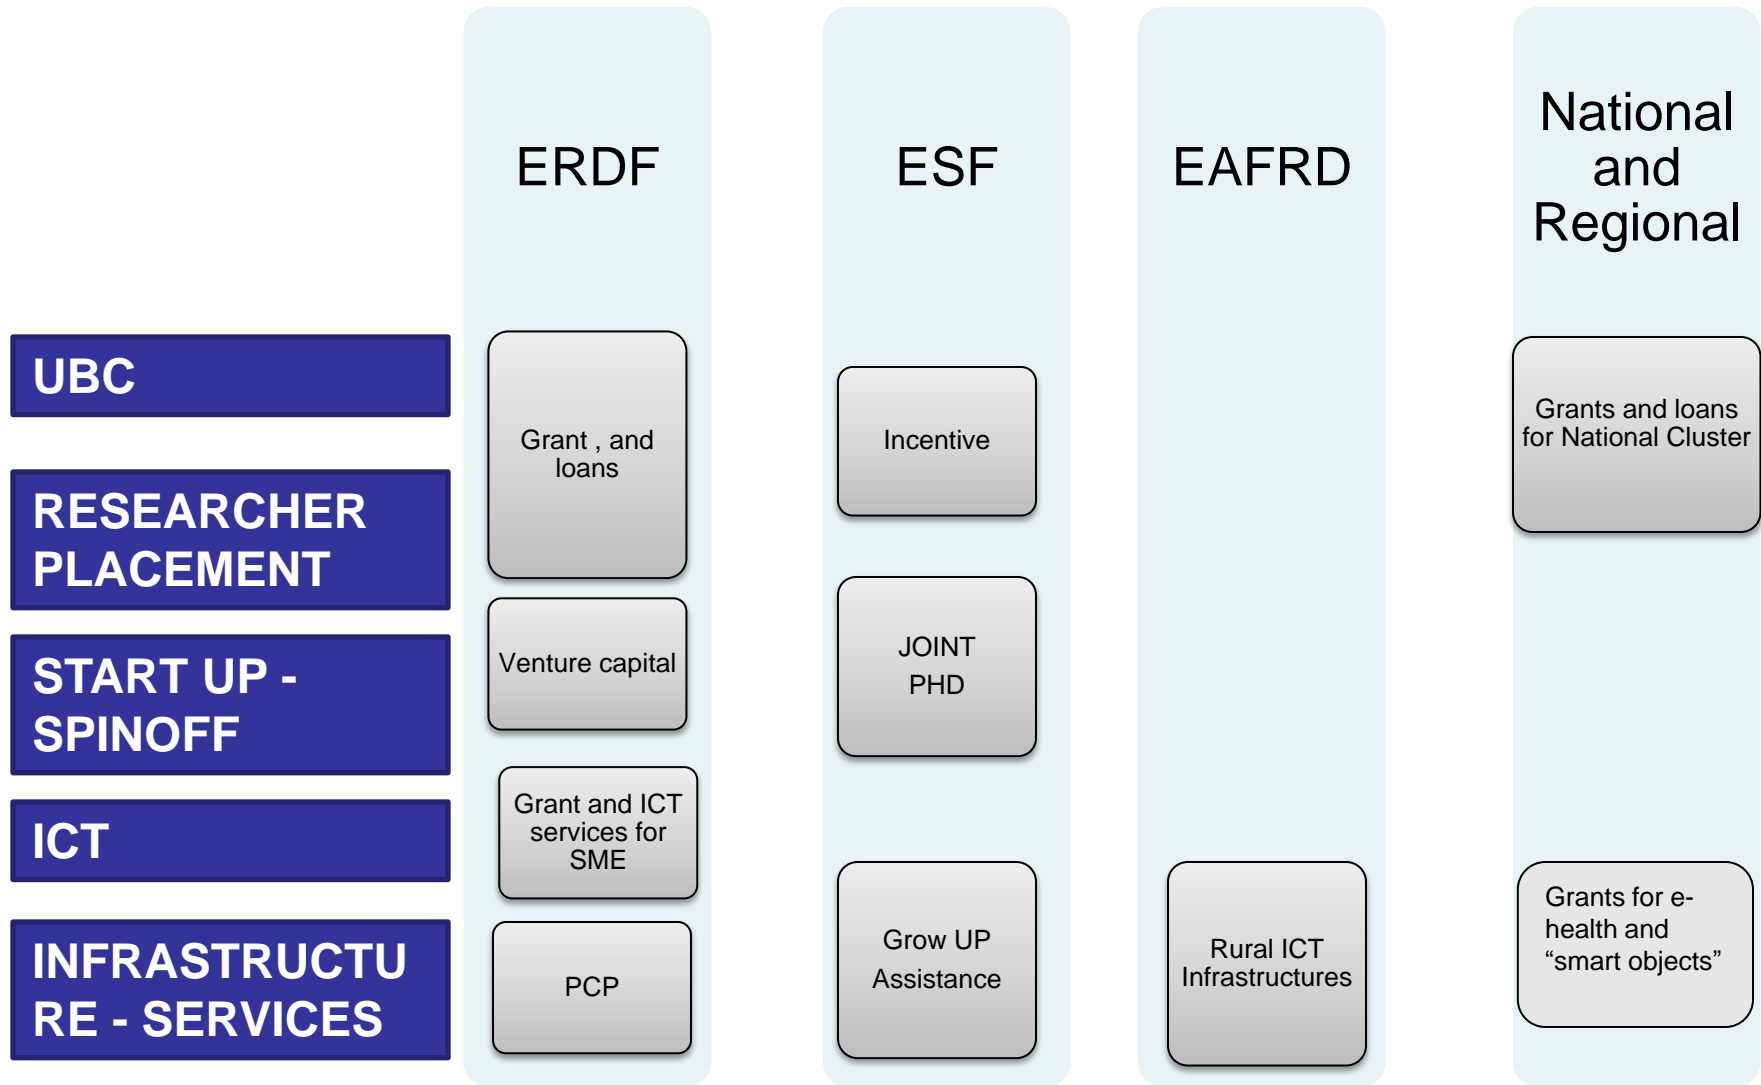 ERDF
ESF
EAFRD
National
and
Regional
UBC
Grant , and
loans
Incentive
Grants and loans
for National Cluster
RESEARCHER
PLACEMENT
START UP -
SPINOFF
Venture capital
JOINT
PHD
ICT
Grant and ICT
services for
SME
INFRASTRUCTU
RE - SERVICES
PCP
Grow UP
Assistance
Rural ICT
Infrastructures
Grants for e-
health and
“smart objects”